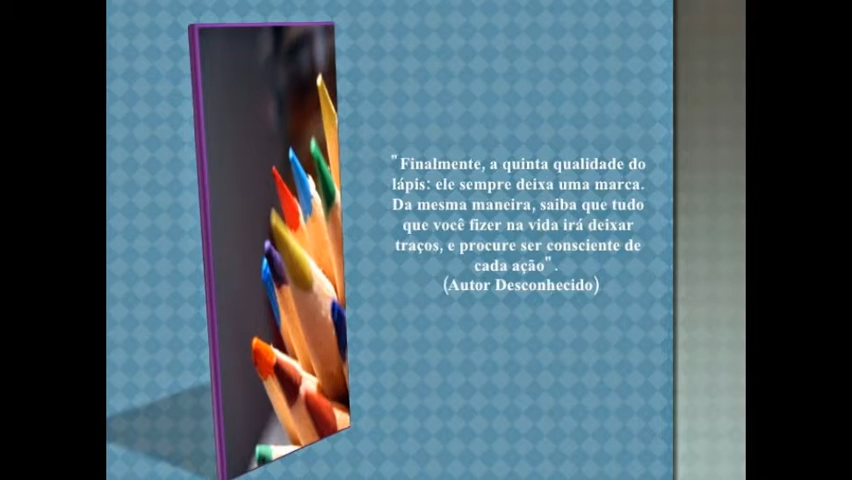 "Finalmente, a quinta qualidade do
lápis: ele sempre deixa uma marca.
Da mesma maneira, saiba que tudo
que você fizer na vida irá deixar
traços, e procure ser consciente de
cada ação".
(Autor Desconhecido)